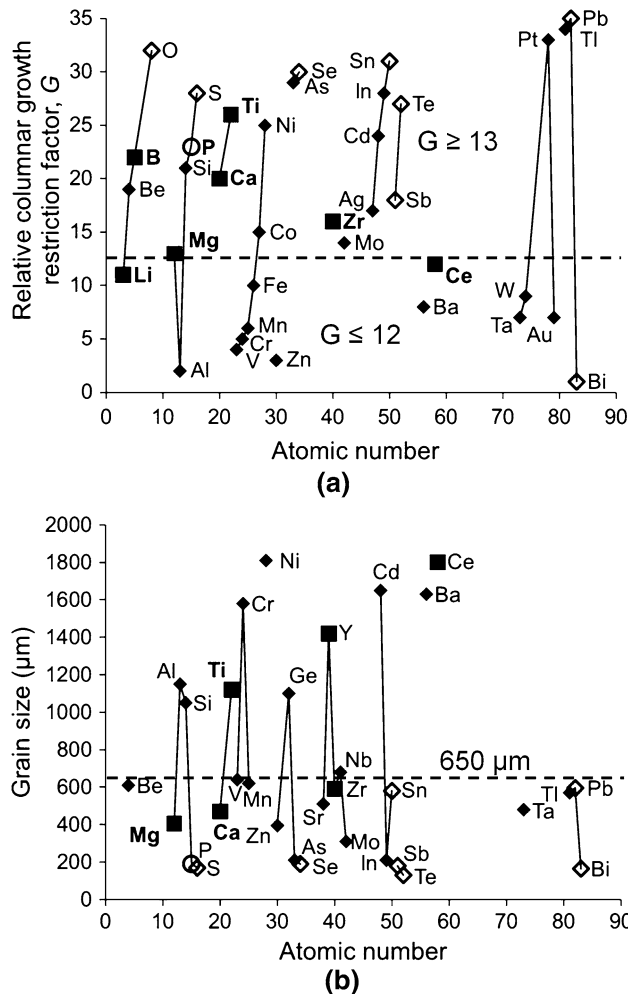 Relative columnar growth
restriction factor, G
35
30
25
20
15
10
5
0
O
Pb
S
Sn
Pt
Tl
Se
As
Ti
In
Te
Ni
B
P
Cd
G ≥ 13
Be
Si
Ca
Ag
Sb
Mg
Co
Zr
Mo
Li
Ce
Fe
Ba
W
Mn
G ≤ 12
Ta
Au
Cr
V
Zn
Al
Bi
0 10 20 30 40 50 60 70 80 90
Atomic number
(a)
Grain size (µm)
2000
1800
1600
1400
1200
1000
800
600
400
200
0
Ni
Cd
Ce
Cr
Ba
Y
Al
Ti
Ge
Si
650 µm
Nb
Be
V
Mn
Zr
Sn
Tl
Pb
Sr
Ta
Mg
Ca
Zn
Mo
P
As
In
Sb
S
Se
Te
Bi
0 10 20 30 40 50 60 70 80 90
Atomic number
(b)